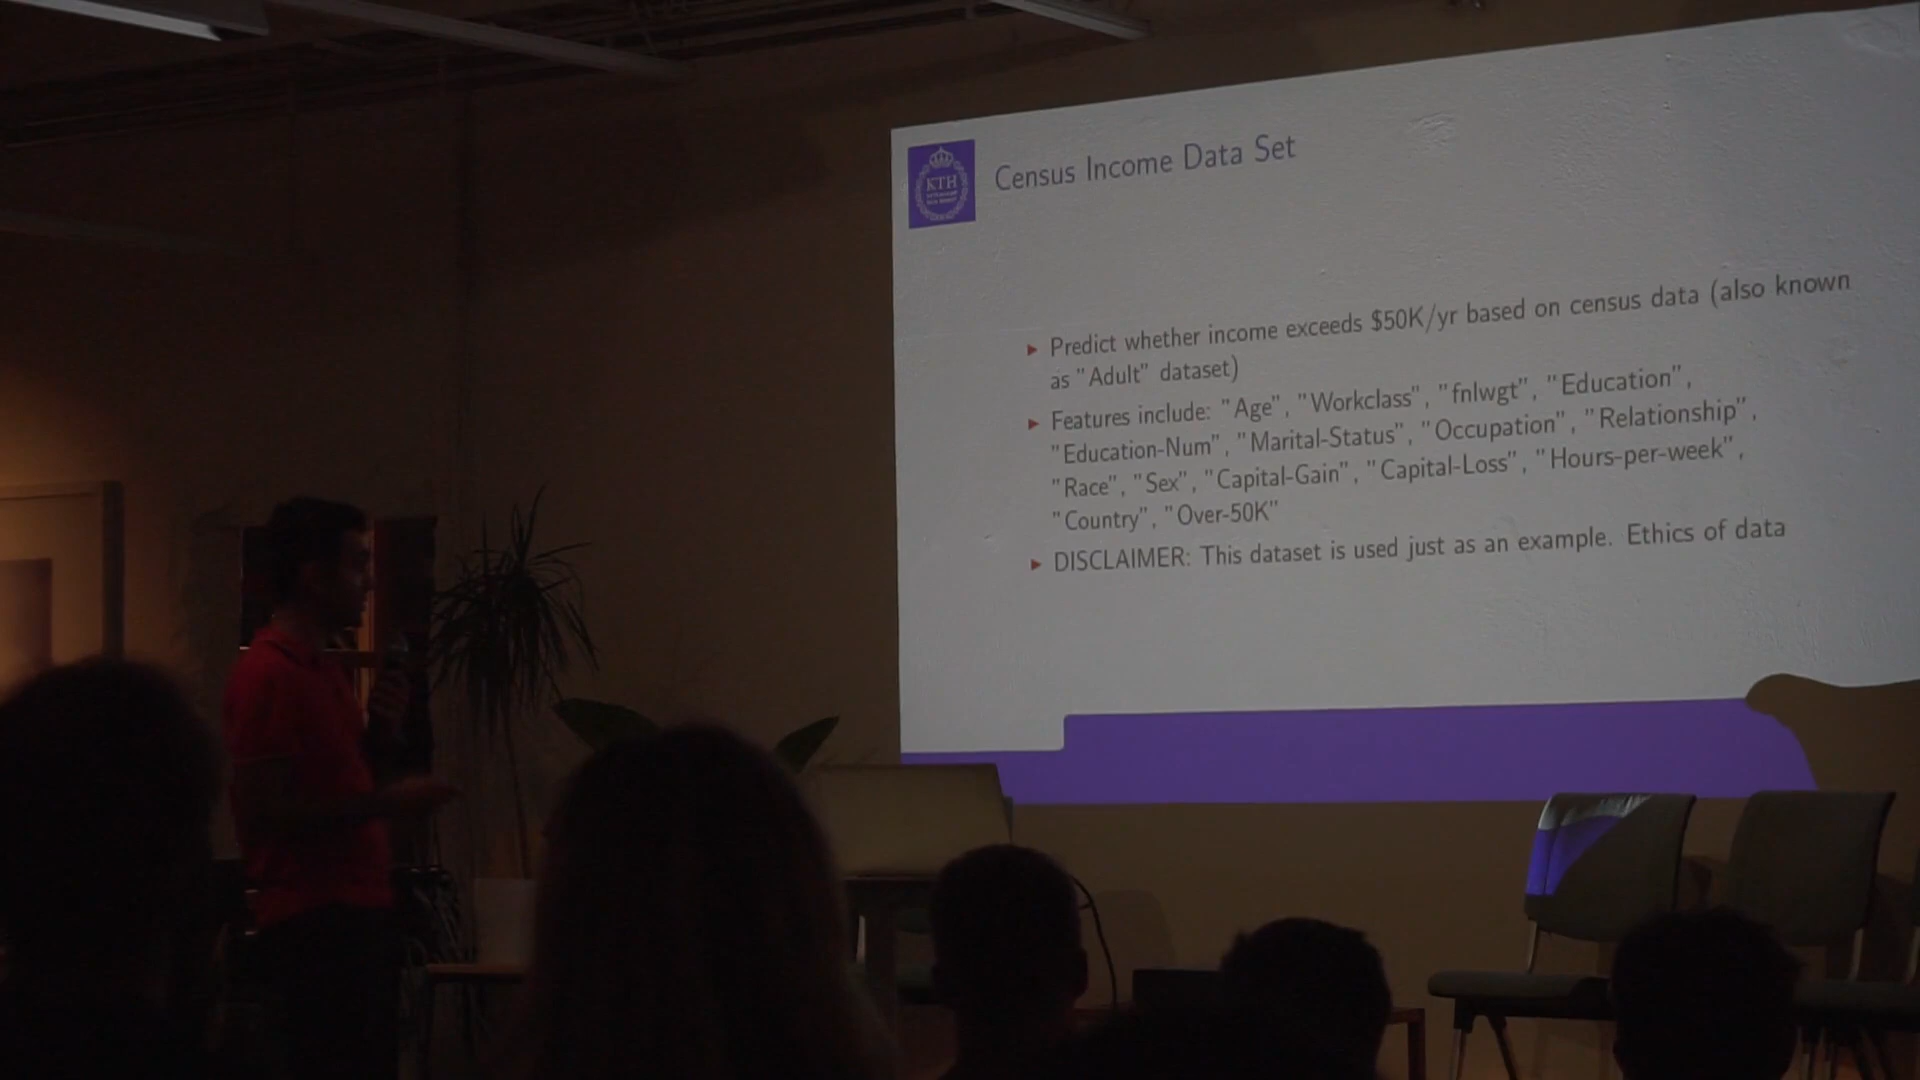 KTH
Census Income Data Set
▶ Predict whether income exceeds $50K/yr based on census data (also known
as "Adult" dataset)
▶ Features include: "Age", "Workclass", "fnlwgt", "Education",
"Education-Num", "Marital-Status", "Occupation", "Relationship",
"Race", "Sex", "Capital-Gain", "Capital-Loss", "Hours-per-week",
"Country", "Over-50K"
▶ DISCLAIMER: This dataset is used just as an example. Ethics of data